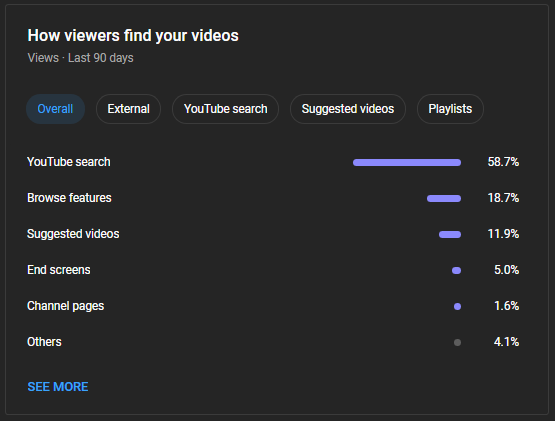 How viewers find your videos
Views · Last 90 days
Overall External YouTube search Suggested videos Playlists
YouTube search 58.7%
Browse features 18.7%
Suggested videos 11.9%
End screens 5.0%
Channel pages 1.6%
Others 4.1%
SEE MORE